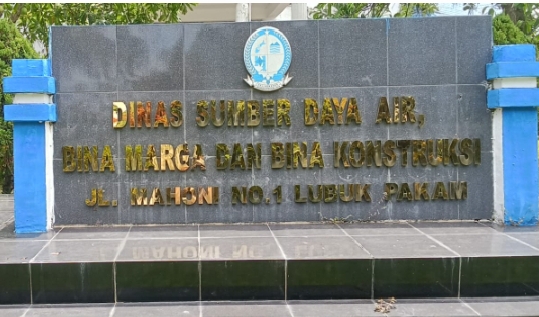 DINAS SUMBER DAYA AIR,
BINA MARGA DAN BINA KONSTRUKSI
JL. MAHONI NO.1 LUBUK PAKAM